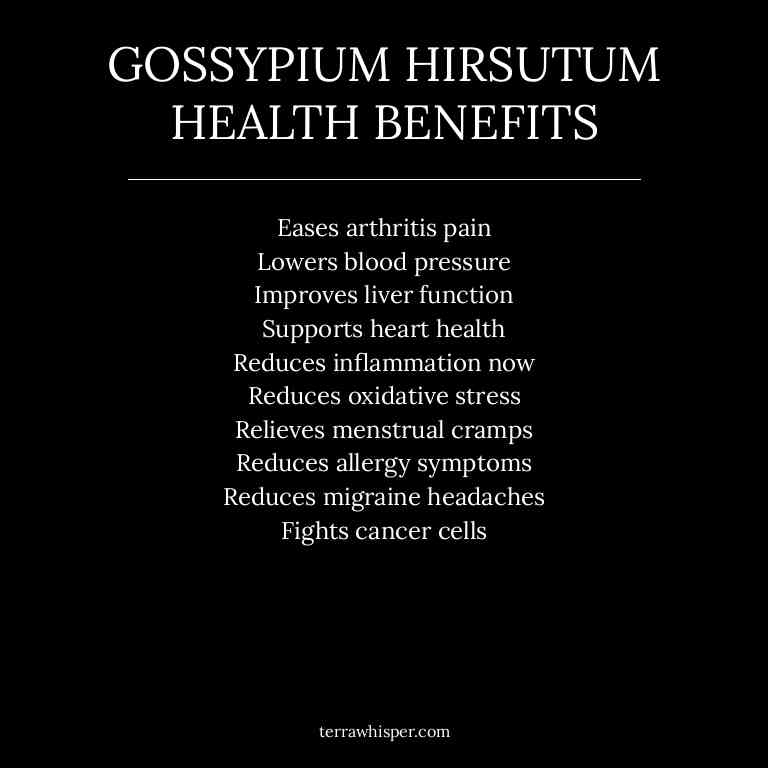 GOSSYPIUM HIRSUTUM
HEALTH BENEFITS
Eases arthritis pain
Lowers blood pressure
Improves liver function
Supports heart health
Reduces inflammation now
Reduces oxidative stress
Relieves menstrual cramps
Reduces allergy symptoms
Reduces migraine headaches
Fights cancer cells
terrawhisper.com